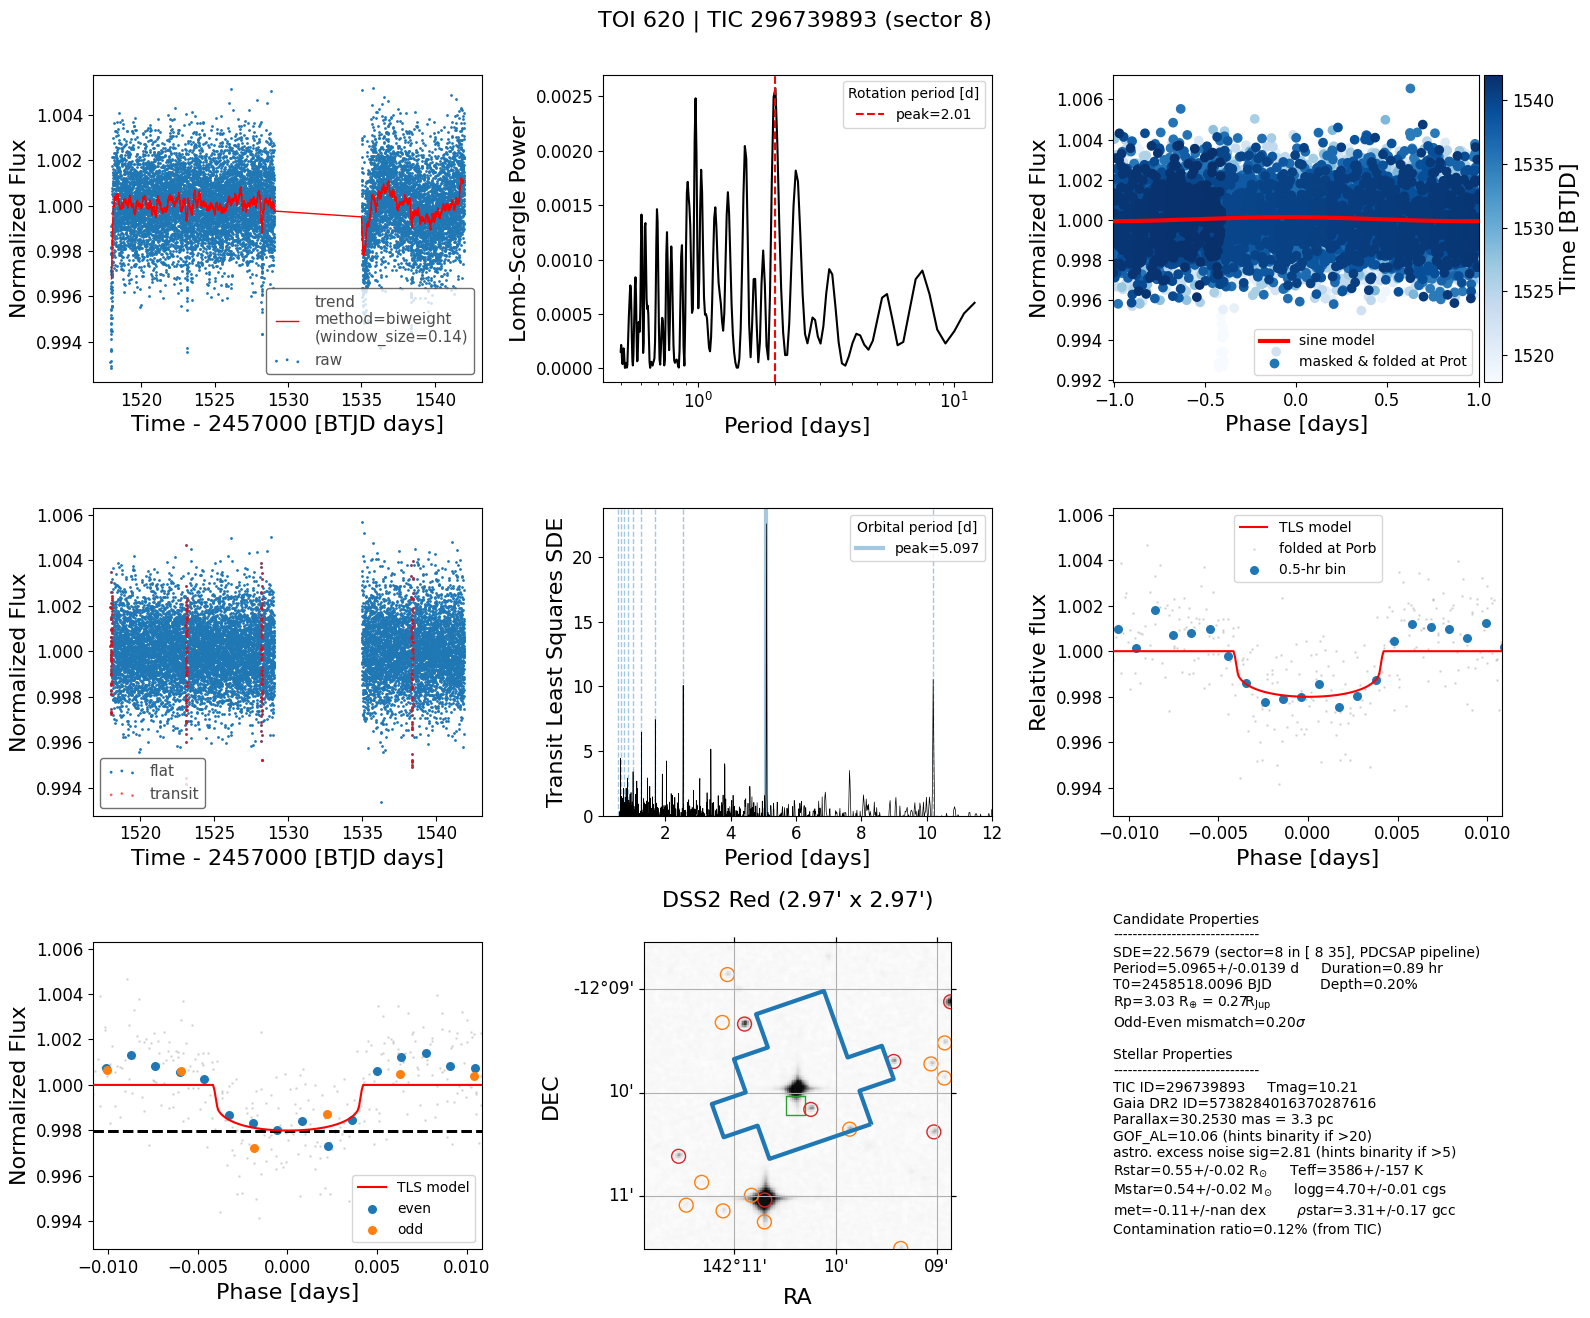 TOI 620 | TIC 296739893 (sector 8)
Normalized Flux
1.004
1.002
1.000
0.998
0.996
0.994
trend
method=biweight
(window_size=0.14)
raw
1520
1525
1530
1535
1540
Time - 2457000 [BTJD days]
Lomb-Scargle Power
0.0025
0.0020
0.0015
0.0010
0.0005
0.0000
Rotation period [d]
peak=2.01
10⁰
10¹
Period [days]
Normalized Flux
1.006
1.004
1.002
1.000
0.998
0.996
0.994
0.992
sine model
masked & folded at Prot
−1.0
−0.5
0.0
0.5
1.0
Phase [days]
1540
1535
1530
1525
1520
Time [BTJD]
Normalized Flux
1.006
1.004
1.002
1.000
0.998
0.996
0.994
flat
transit
1520
1525
1530
1535
1540
Time - 2457000 [BTJD days]
Transit Least Squares SDE
20
15
10
5
0
Orbital period [d]
peak=5.097
2
4
6
8
10
12
Period [days]
Relative flux
1.006
1.004
1.002
1.000
0.998
0.996
0.994
TLS model
folded at Porb
0.5-hr bin
−0.010
−0.005
0.000
0.005
0.010
Phase [days]
Normalized Flux
1.006
1.004
1.002
1.000
0.998
0.996
0.994
TLS model
even
odd
−0.010
−0.005
0.000
0.005
0.010
Phase [days]
DSS2 Red (2.97' x 2.97')
DEC
-12°09'
10'
11'
142°11'
10'
09'
RA
Candidate Properties
------------------------------
SDE=22.5679 (sector=8 in [ 8 35], PDCSAP pipeline)
Period=5.0965+/-0.0139 d Duration=0.89 hr
T0=2458518.0096 BJD Depth=0.20%
Rp=3.03 R⊕ = 0.27RJup
Odd-Even mismatch=0.20σ
Stellar Properties
------------------------------
TIC ID=296739893 Tmag=10.21
Gaia DR2 ID=5738284016370287616
Parallax=30.2530 mas = 3.3 pc
GOF_AL=10.06 (hints binarity if >20)
astro. excess noise sig=2.81 (hints binarity if >5)
Rstar=0.55+/-0.02 R⊙ Teff=3586+/-157 K
Mstar=0.54+/-0.02 M⊙ logg=4.70+/-0.01 cgs
met=-0.11+/-nan dex ρstar=3.31+/-0.17 gcc
Contamination ratio=0.12% (from TIC)